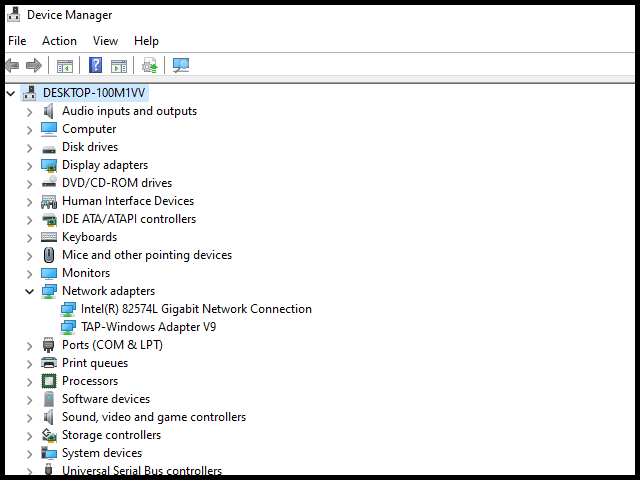 Device Manager
File Action View Help
DESKTOP-100M1VV
Audio inputs and outputs
Computer
Disk drives
Display adapters
DVD/CD-ROM drives
Human Interface Devices
IDE ATA/ATAPI controllers
Keyboards
Mice and other pointing devices
Monitors
Network adapters
Intel(R) 82574L Gigabit Network Connection
TAP-Windows Adapter V9
Ports (COM & LPT)
Print queues
Processors
Software devices
Sound, video and game controllers
Storage controllers
System devices
Universal Serial Bus controllers